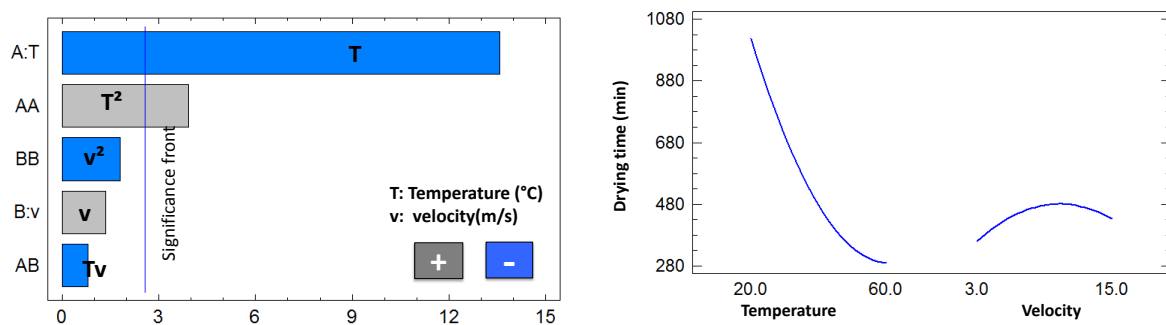 A:T
T
AA
T²
BB
v²
B:v
v
AB
Tv
Significance front
T: Temperature (°C)
v: velocity(m/s)
+
-
0
3
6
9
12
15
Drying time (min)
1080
880
680
480
280
20.0
60.0
3.0
15.0
Temperature
Velocity